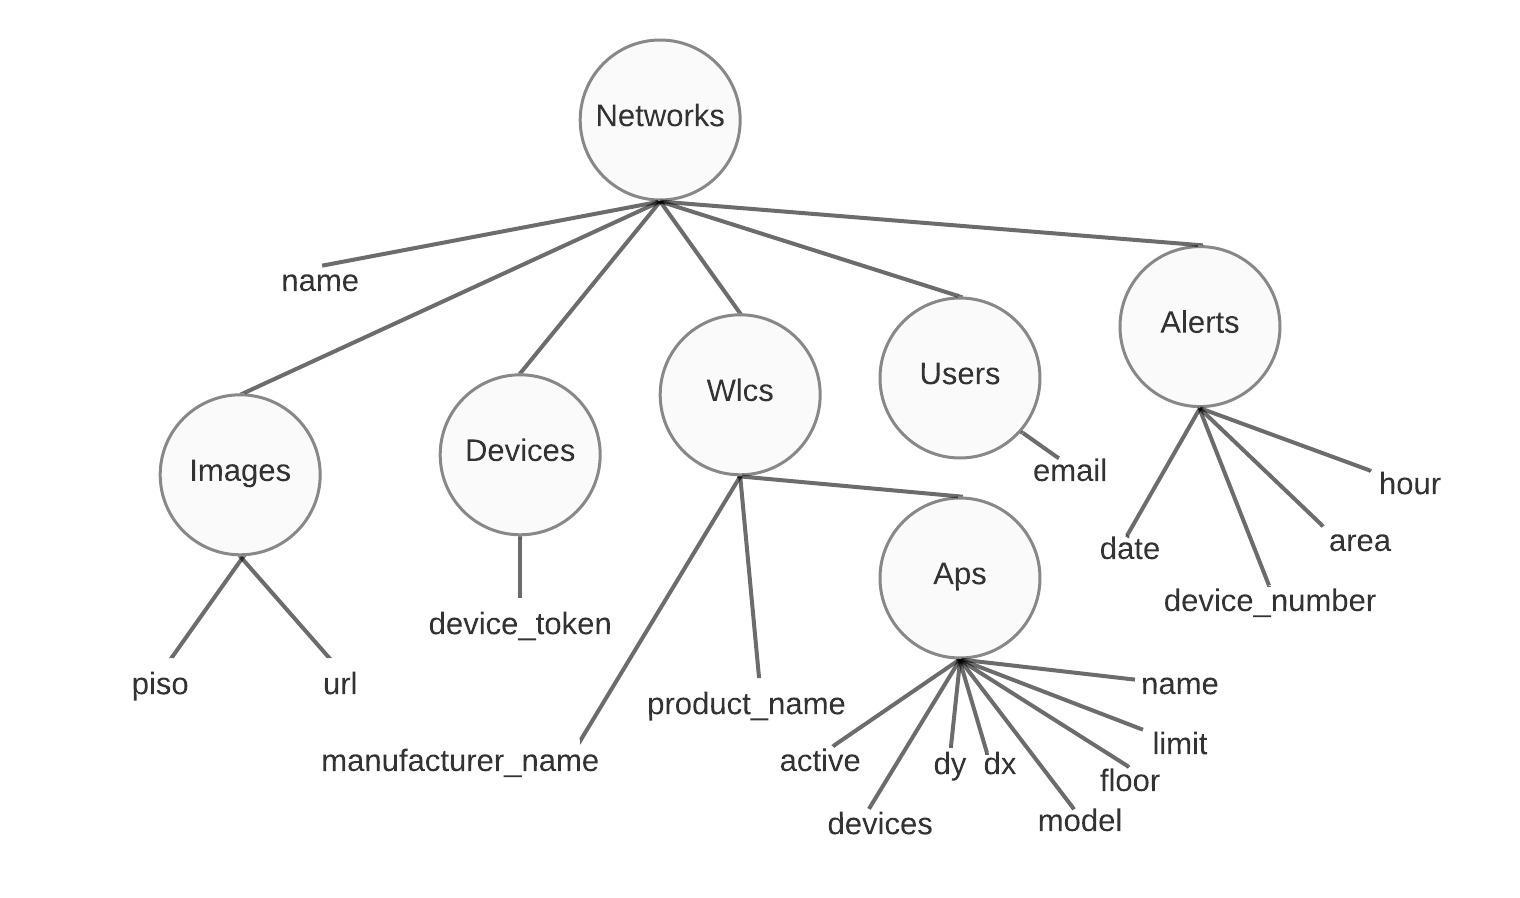 Networks
name
Alerts
Users
Wlcs
Devices
Images
email
hour
date
area
Aps
device_number
device_token
piso
url
name
product_name
limit
manufacturer_name
active
dy
dx
floor
devices
model